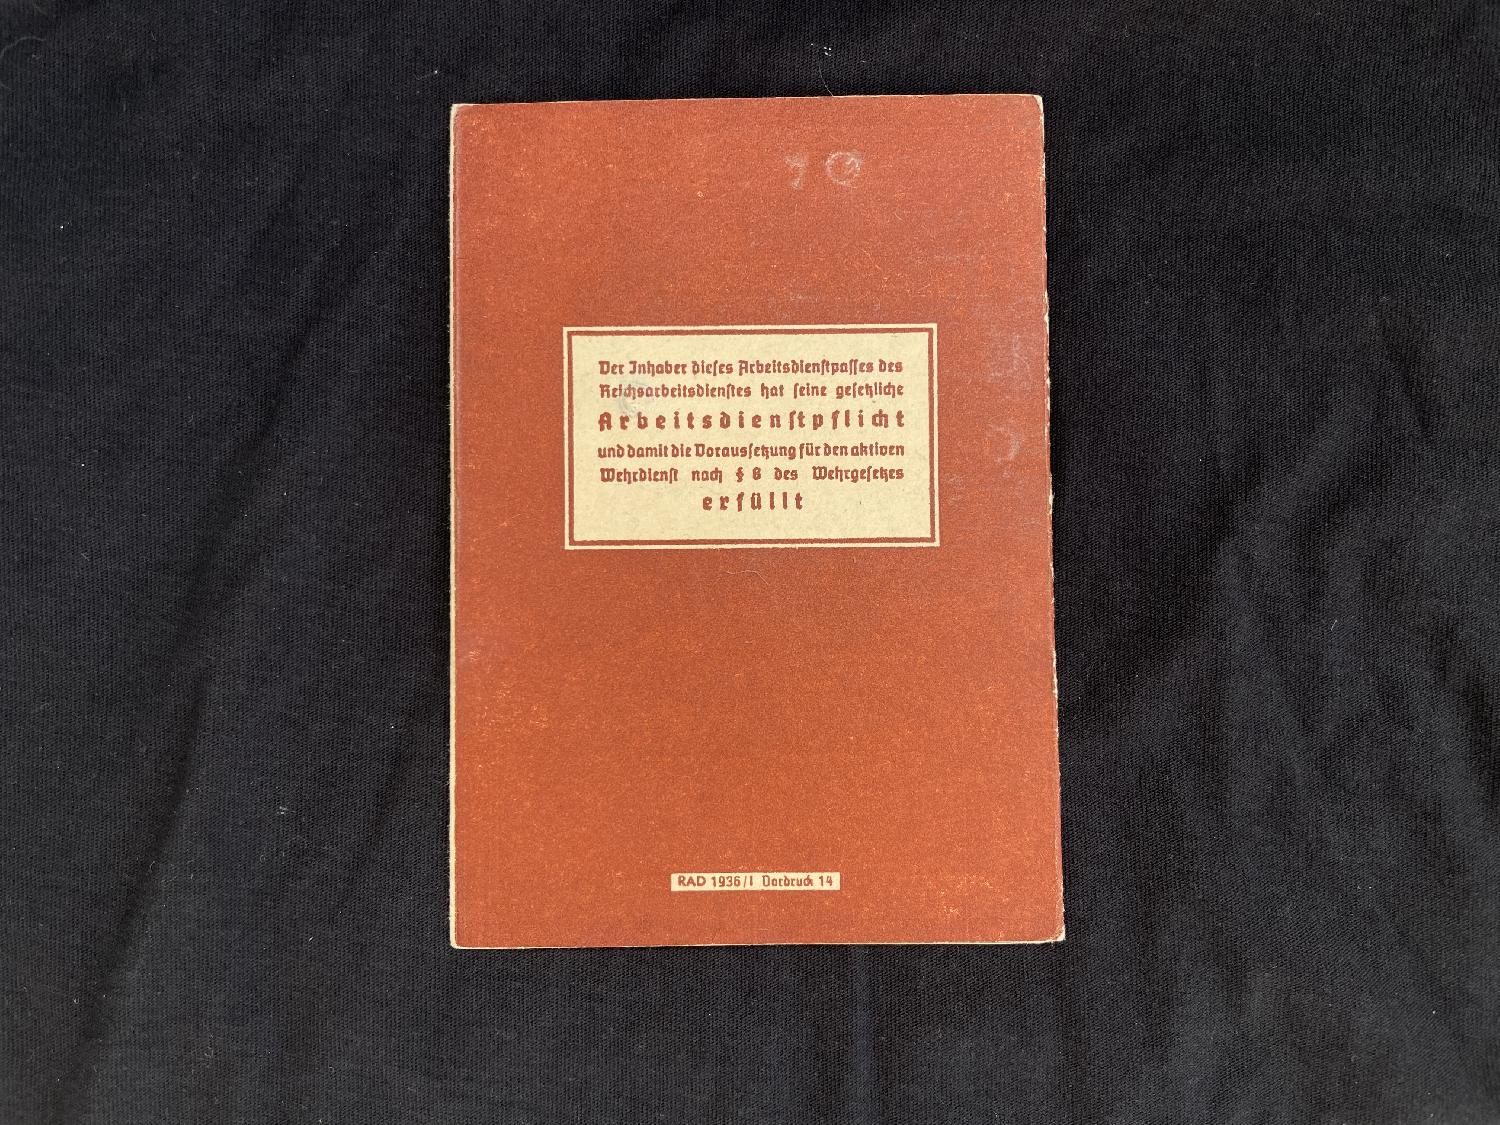 Der Inhaber dieses Arbeitsdienstpasses des
Reichsarbeitsdienstes hat seine gesetzliche
Arbeitsdienstpflicht
und damit die Voraussetzung für den aktiven
Wehrdienst nach § 8 des Wehrgesetzes
erfüllt
RAD 1936/I Vordruck 14